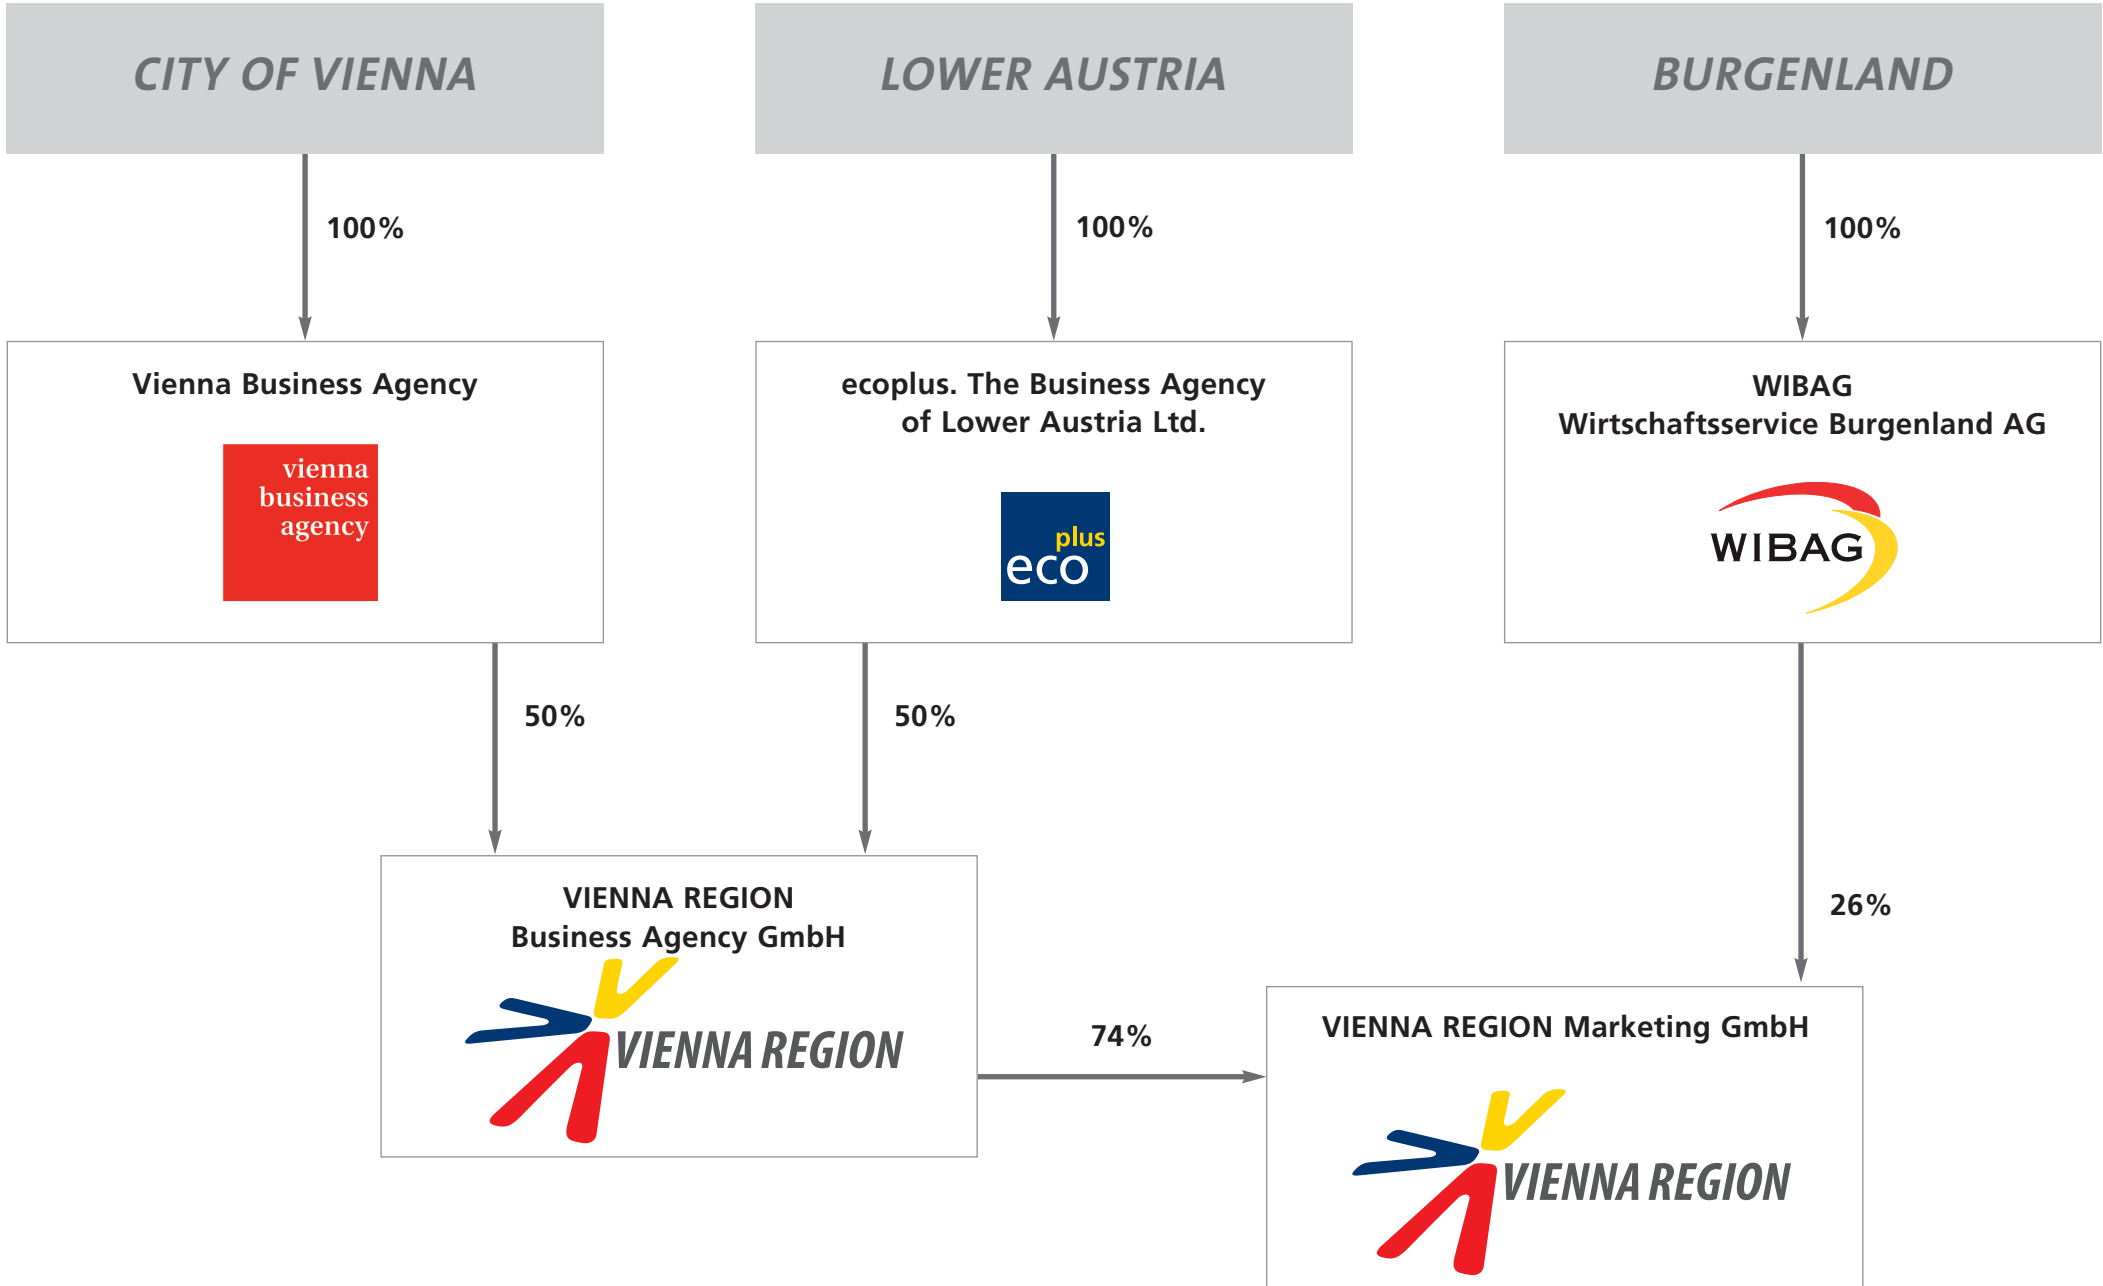 CITY OF VIENNA
LOWER AUSTRIA
BURGENLAND
100%
100%
100%
Vienna Business Agency
vienna
business
agency
ecoplus. The Business Agency
of Lower Austria Ltd.
plus
eco
WIBAG
Wirtschaftsservice Burgenland AG
WIBAG
50%
50%
26%
VIENNA REGION
Business Agency GmbH
VIENNA REGION
74%
VIENNA REGION Marketing GmbH
VIENNA REGION